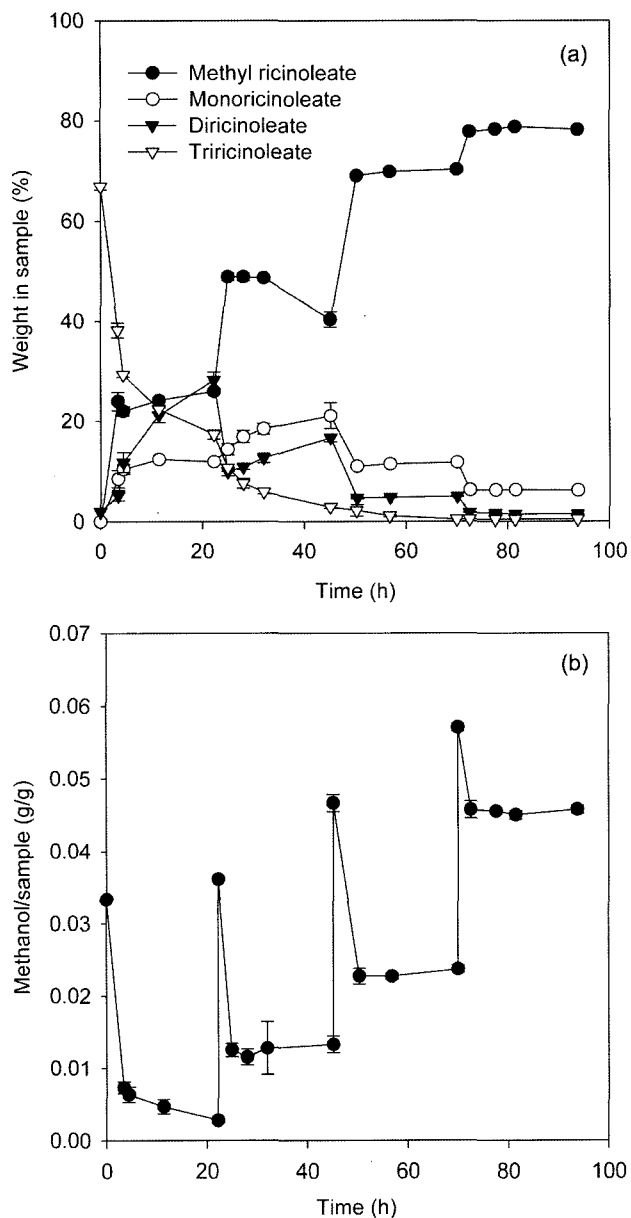 100
80
60
40
20
0
Weight in sample (%)
(a)
Methyl ricinoleate
Monoricinoleate
Diricinoleate
Triricinoleate
0 20 40 60 80 100
Time (h)
0.07
0.06
0.05
0.04
0.03
0.02
0.01
0.00
Methanol/sample (g/g)
(b)
0 20 40 60 80 100
Time (h)